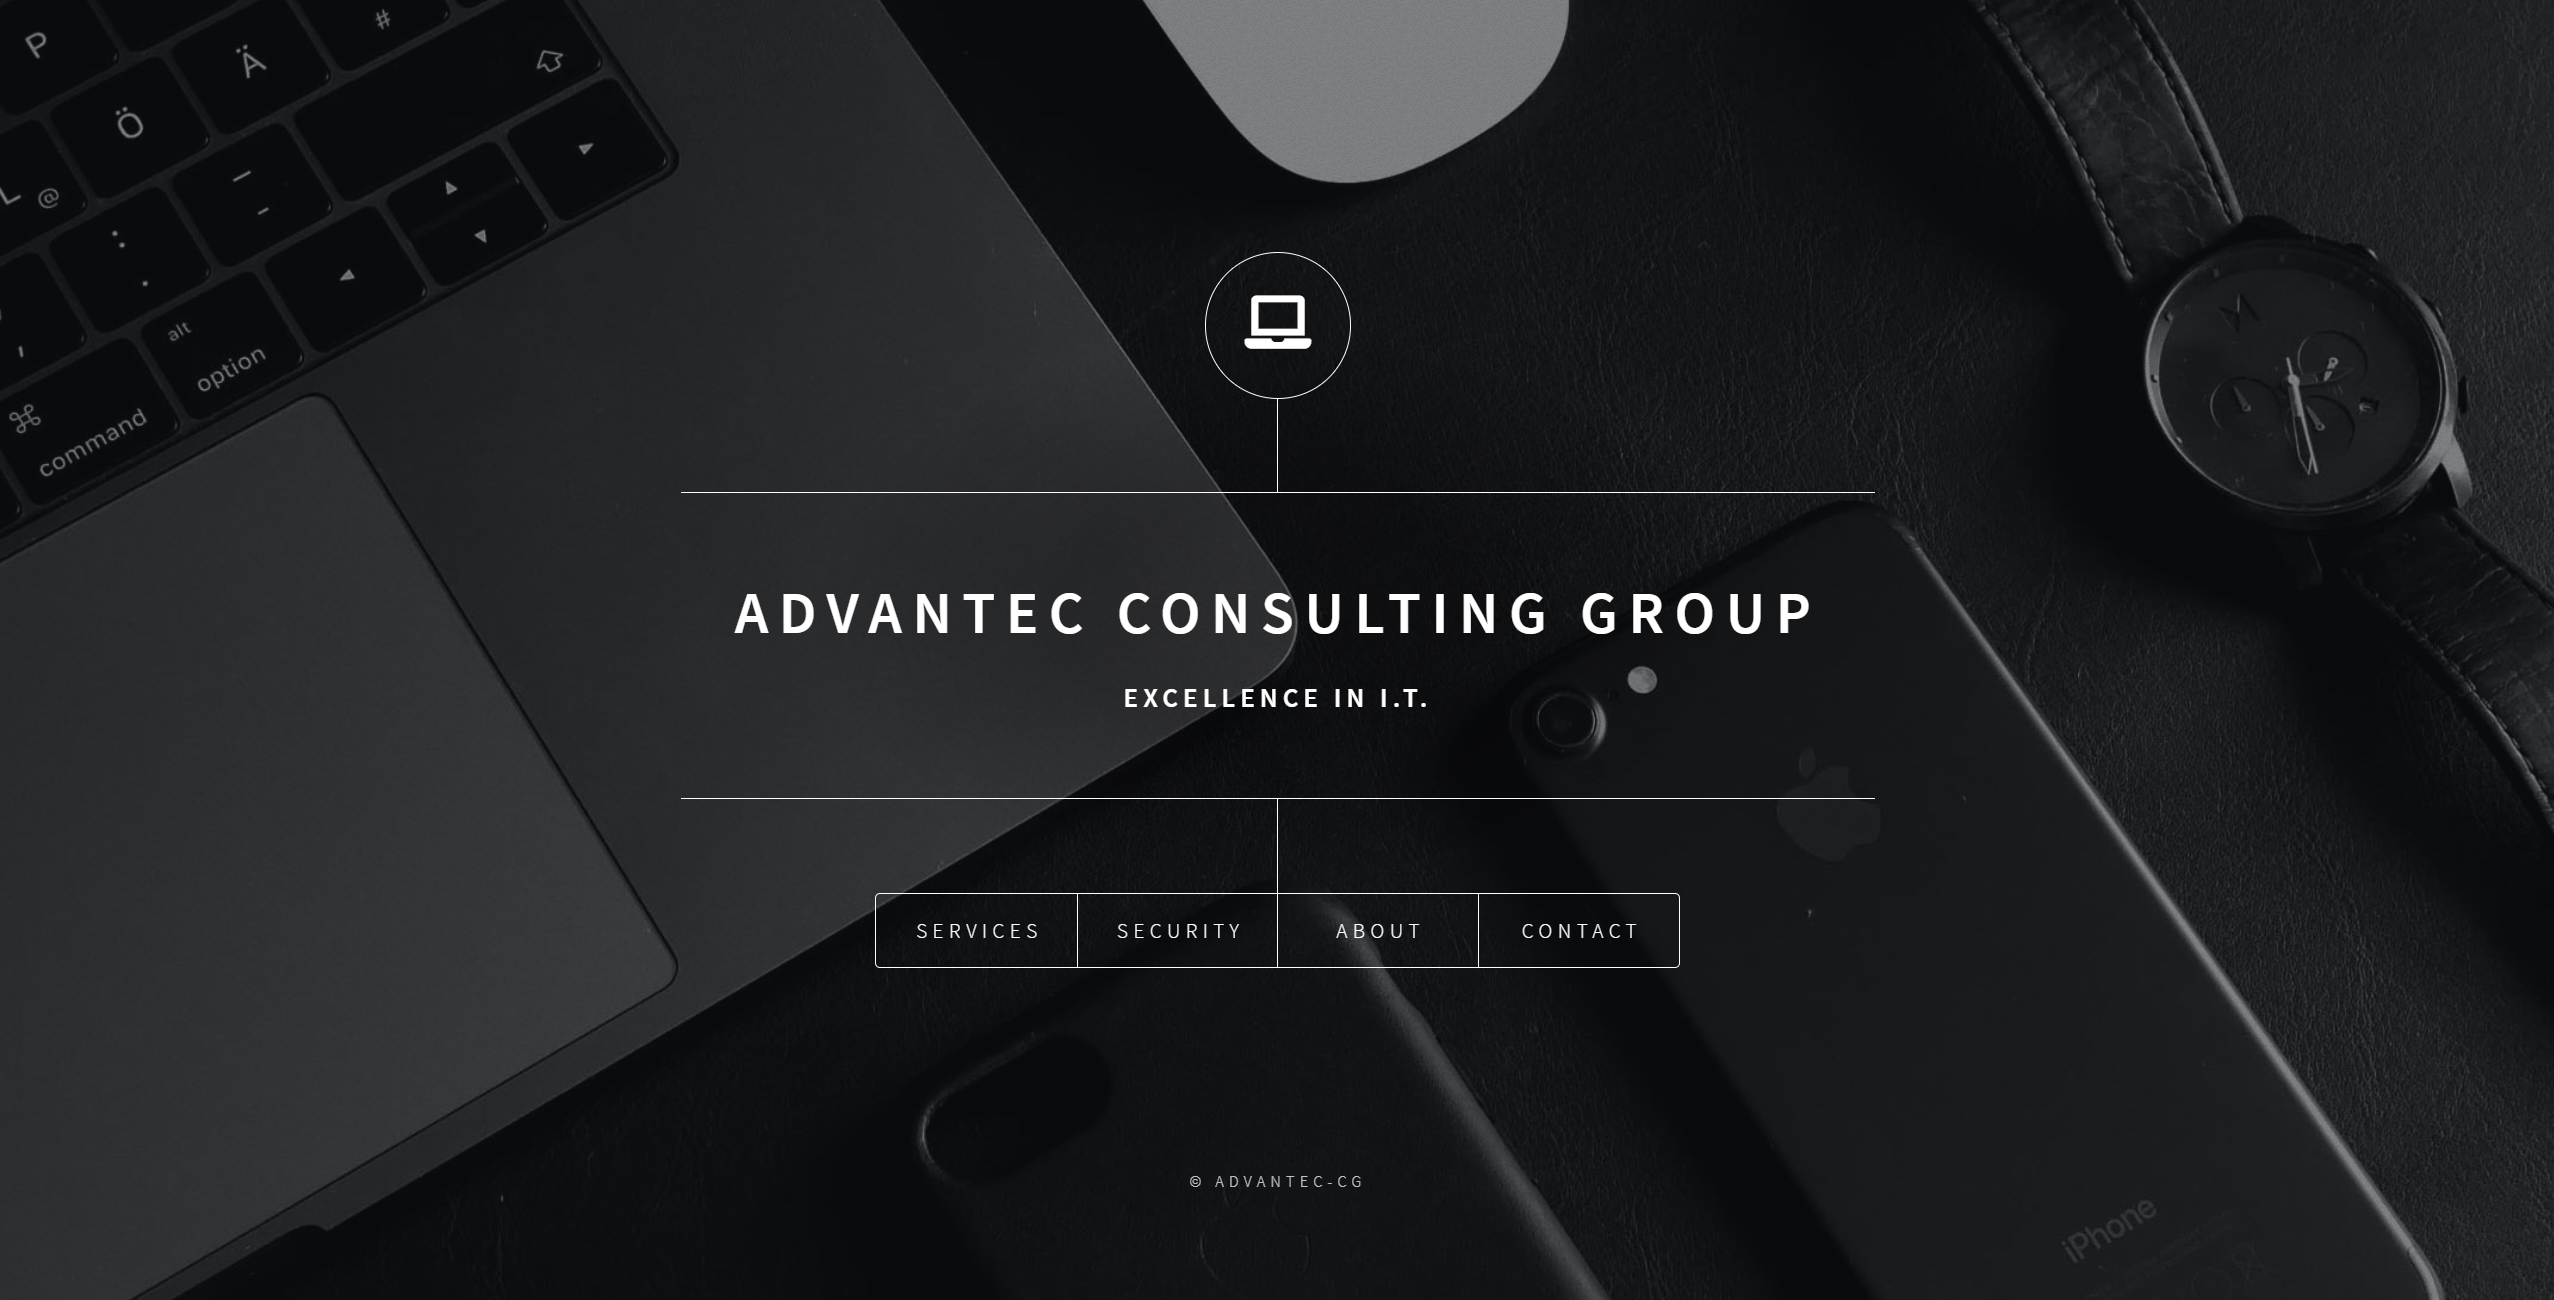 P
Ä
#
Ö
L @
: .
— -
,
alt
option
⌘
command
ADVANTEC CONSULTING GROUP
EXCELLENCE IN I.T.
SERVICES SECURITY ABOUT CONTACT
© ADVANTEC-CG
iPhone